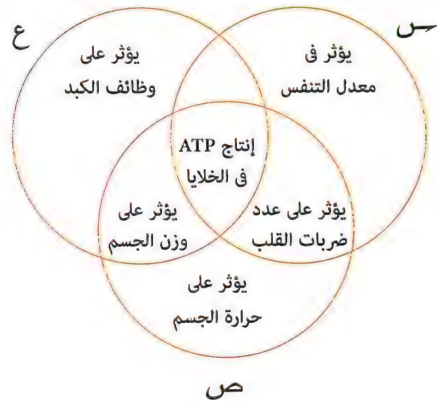 س
ع
يؤثر فى
معدل التنفس
يؤثر على
وظائف الكبد
إنتاج ATP
فى الخلايا
يؤثر على عدد
ضربات القلب
يؤثر على
وزن الجسم
يؤثر على
حرارة الجسم
ص